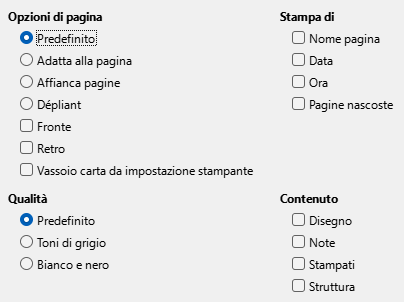 Opzioni di pagina
Predefinito
Adatta alla pagina
Affianca pagine
Dépliant
Fronte
Retro
Vassoio carta da impostazione stampante
Stampa di
Nome pagina
Data
Ora
Pagine nascoste
Qualità
Predefinito
Toni di grigio
Bianco e nero
Contenuto
Disegno
Note
Stampati
Struttura